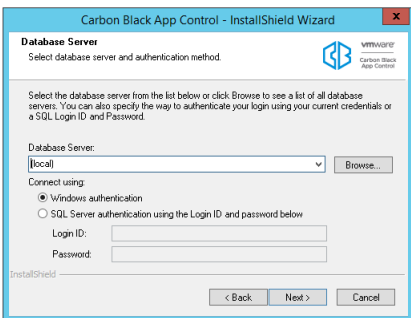 Carbon Black App Control - InstallShield Wizard
x
Database Server
Select database server and authentication method.
vmware
Carbon Black
App Control
Select the database server from the list below or click Browse to see a list of all database
servers. You can also specify the way to authenticate your login using your current credentials or
a SQL Login ID and Password.
Database Server:
(local)
Browse...
Connect using:
Windows authentication
SQL Server authentication using the Login ID and password below
Login ID:
Password:
InstallShield
< Back
Next >
Cancel